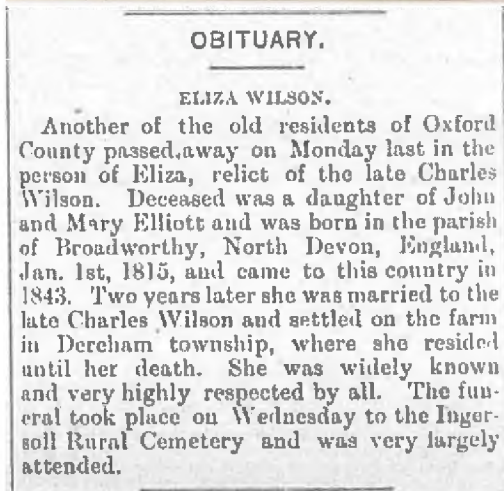 OBITUARY.
ELIZA WILSON.
Another of the old residents of Oxford
County passed,away on Monday last in the
person of Eliza, relict of the late Charles
Wilson. Deceased was a daughter of John
and Mary Elliott and was born in the parish
of Broadworthy, North Devon, England,
Jan. 1st, 1815, and came to this country in
1843. Two years later she was married to the
late Charles Wilson and settled on the farm
in Dereham township, where she resided
until her death. She was widely known
and very highly respected by all. The fun-
eral took place on Wednesday to the Inger-
soll Rural Cemetery and was very largely
attended.